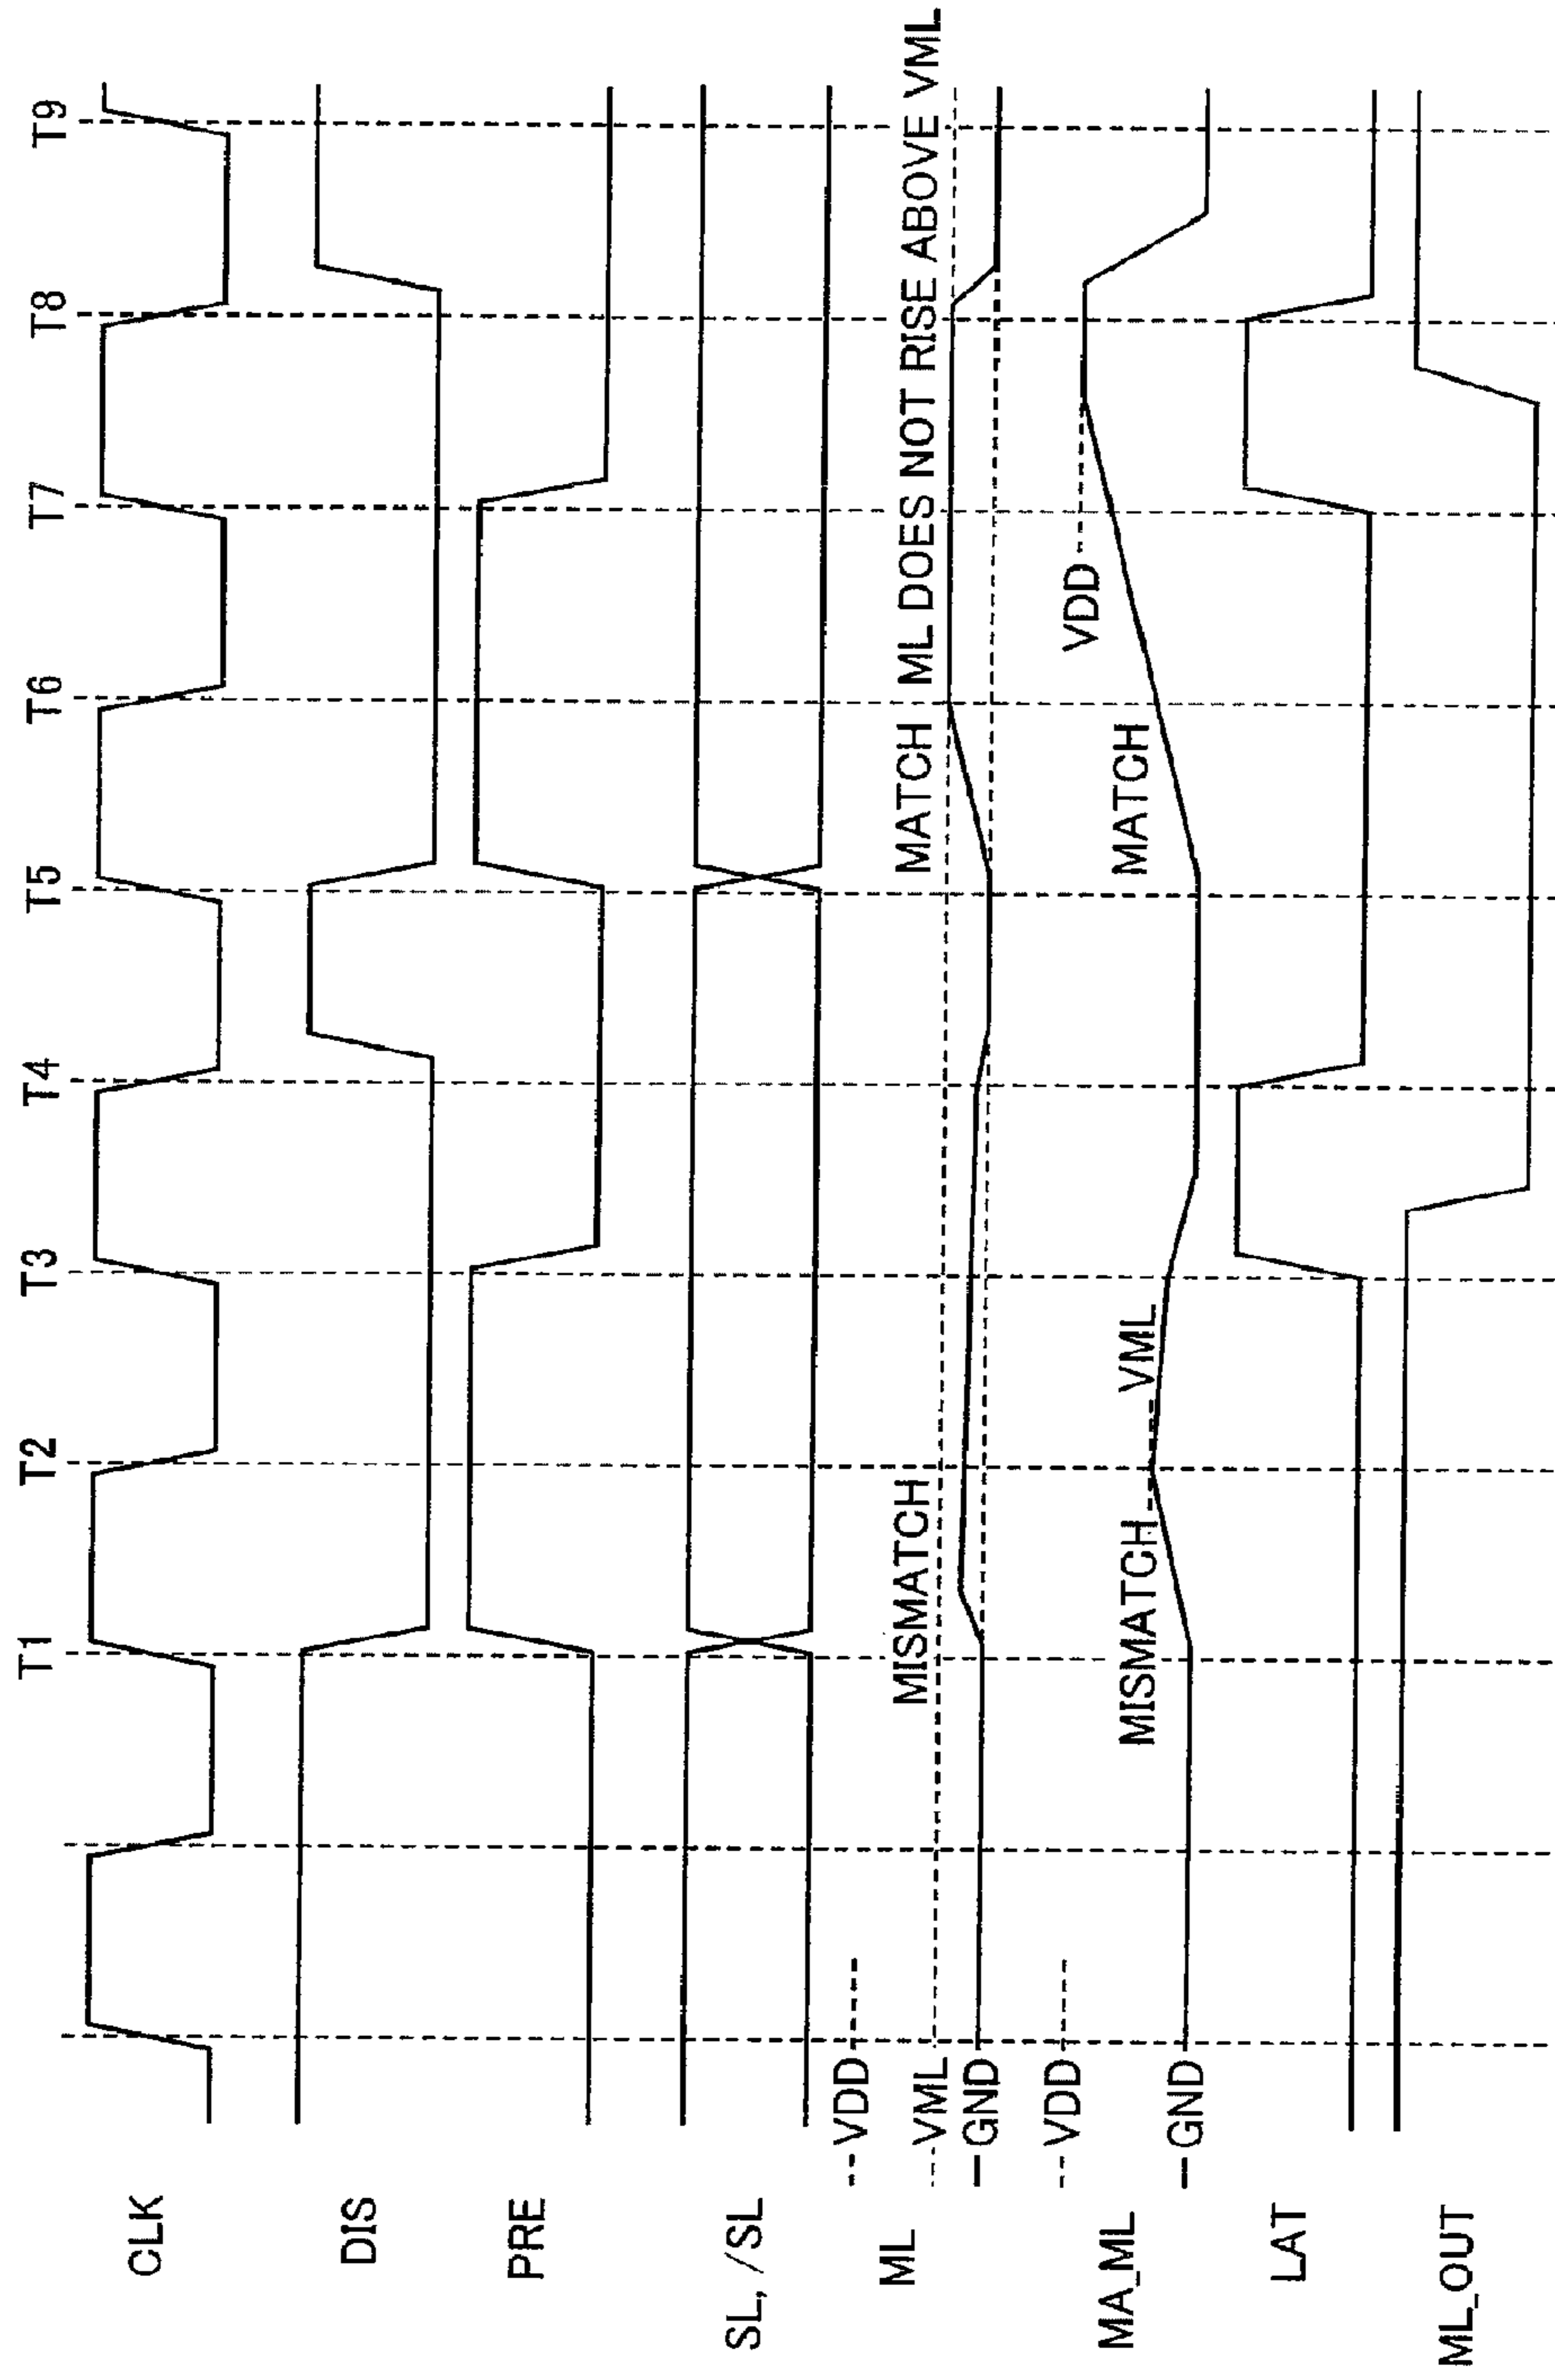 T1 T2 T3 T4 T5 T6 T7 T8 T9
CLK
DIS
PRE
SL, /SL
VDD
MISMATCH
MATCH ML DOES NOT RISE ABOVE VML
ML
VML
GND
VDD
VDD
MISMATCH VML
MATCH
MA_ML
GND
LAT
ML_OUT